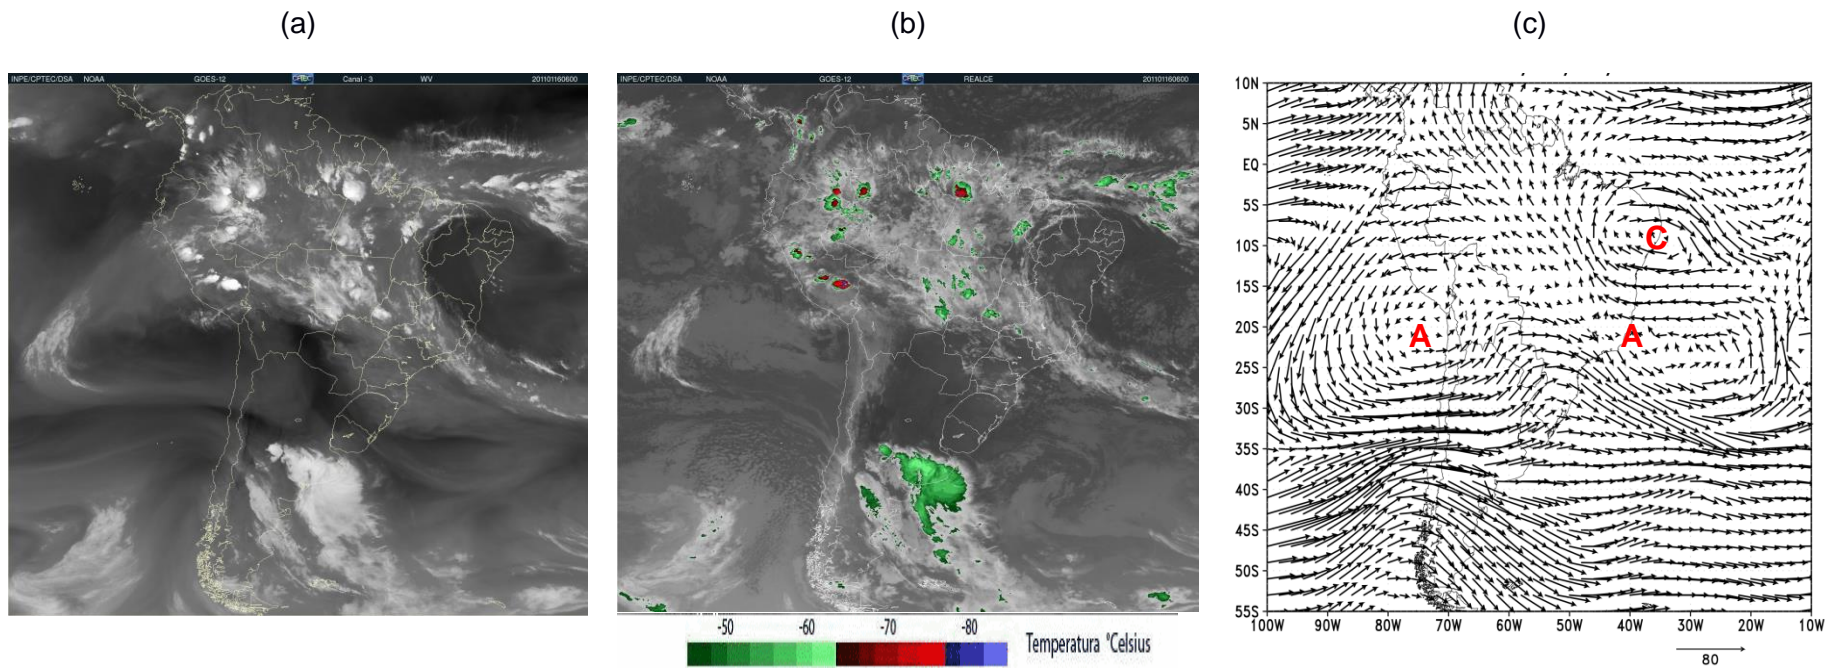 (a)
(b)
(c)
INPE/CPTEC/DSA NOAA GOES-12 CPTEC Canal - 3 WV 201101160600
INPE/CPTEC/DSA NOAA GOES-12 CPTEC REALCE 201101160600
10N
5N
EQ
5S
10S
15S
20S
25S
30S
35S
40S
45S
50S
55S
C
A
A
100W 90W 80W 70W 60W 50W 40W 30W 20W 10W
80
-50 -60 -70 -80
Temperatura °Celsius